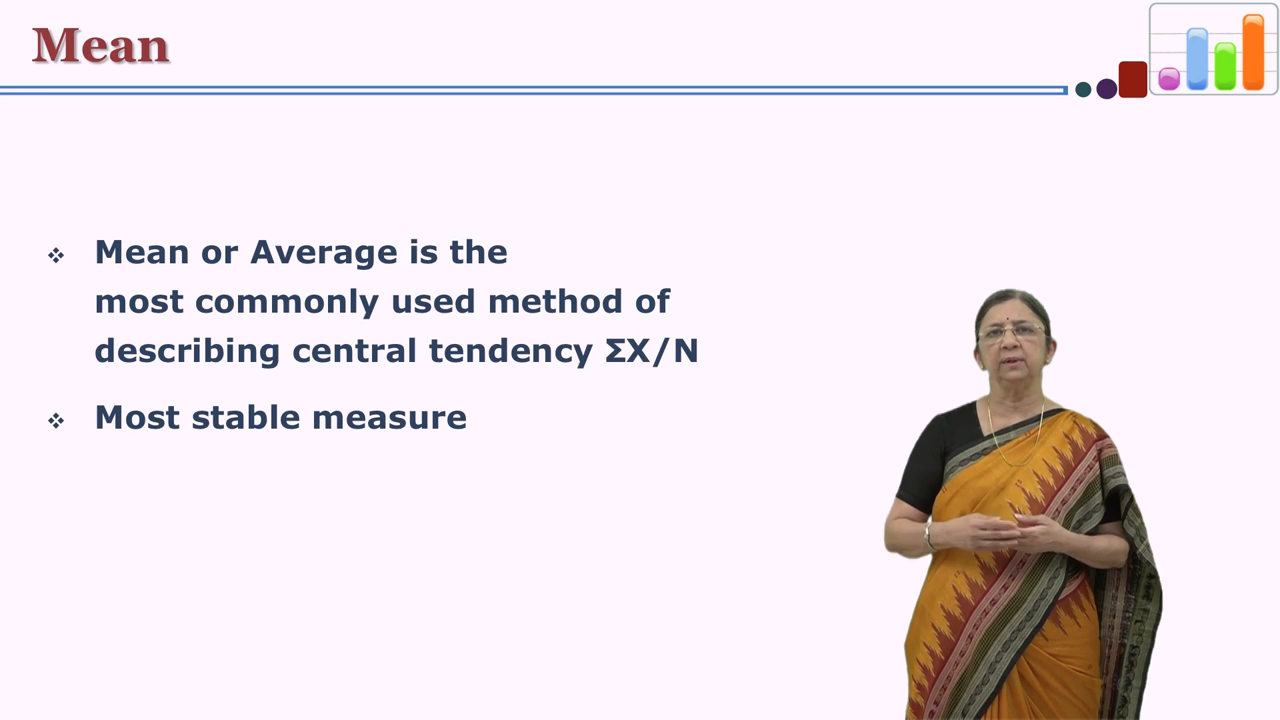 Mean
Mean or Average is the
most commonly used method of
describing central tendency ΣX/N
Most stable measure